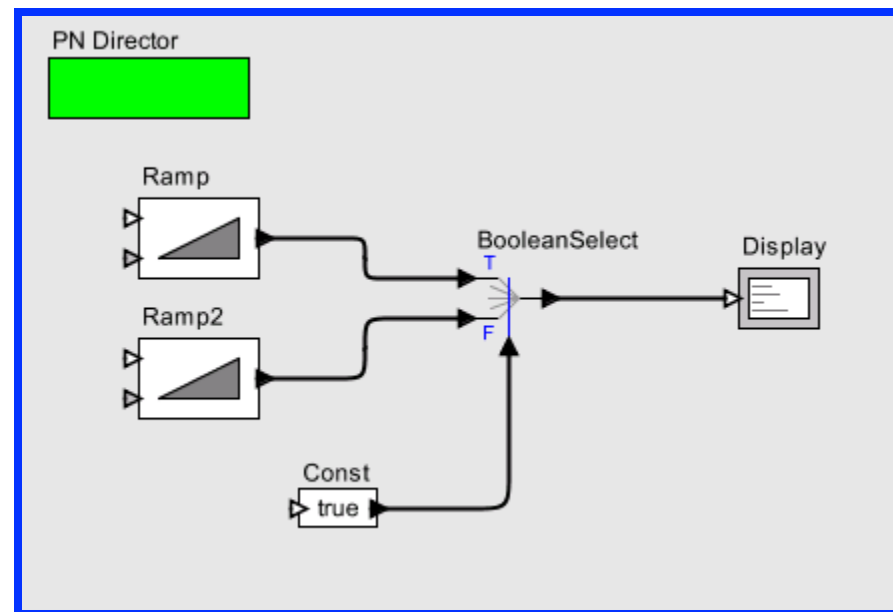 PN Director
Ramp
BooleanSelect
T
Display
Ramp2
F
Const
true